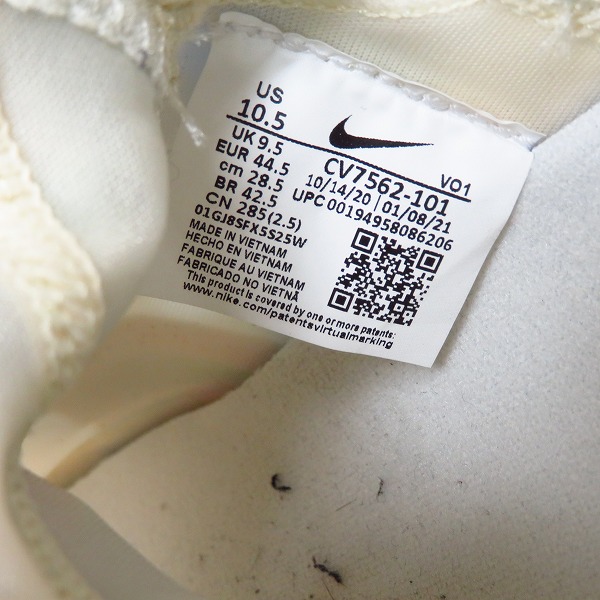 US
10.5
UK 9.5
EUR 44.5
cm 28.5
BR 42.5
CN 285(2.5)
01GJ8SFX5S25W
MADE IN VIETNAM
HECHO EN VIETNAM
FABRIQUE AU VIETNAM
FABRICADO NO VIETNÃ
This product is covered by one or more patents:
www.nike.com/patentsvirtualmarking
CV7562-101 VO1
10/14/20 | 01/08/21
UPC 00194958086206